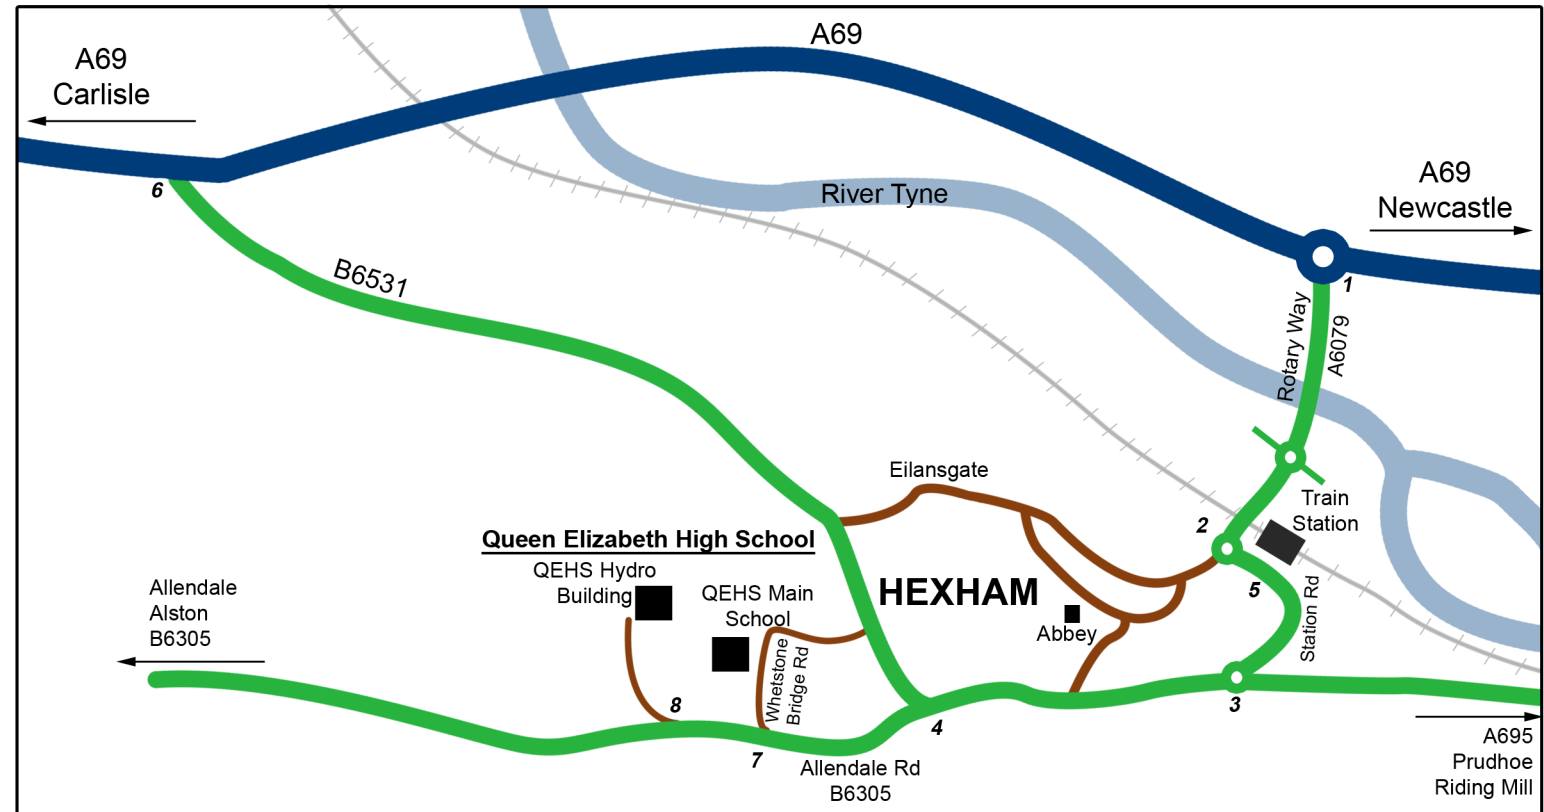 A69
A69
Carlisle
A69
Newcastle
River Tyne
6
1
B6531
Rotary Way
A6079
Eilansgate
Train
Station
2
Queen Elizabeth High School
QEHS Hydro
Building
QEHS Main
School
HEXHAM
5
Station Rd
Allendale
Alston
B6305
Abbey
Whetstone
Bridge Rd
8
3
4
7
Allendale Rd
B6305
A695
Prudhoe
Riding Mill